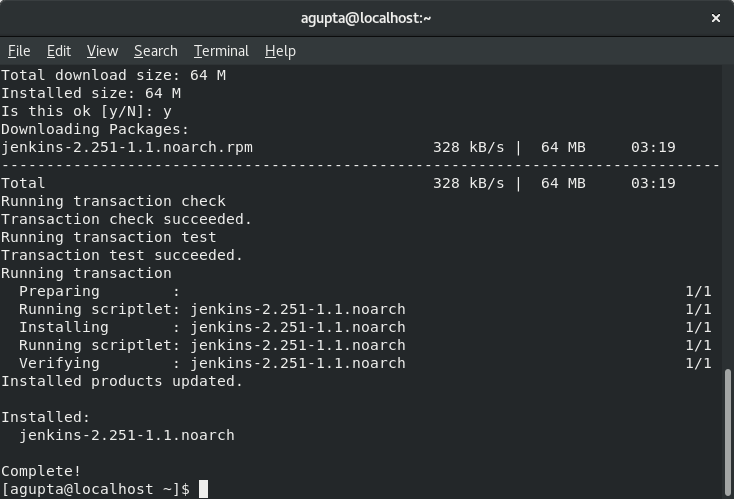 agupta@localhost:~ ×
File Edit View Search Terminal Help
Total download size: 64 M
Installed size: 64 M
Is this ok [y/N]: y
Downloading Packages:
jenkins-2.251-1.1.noarch.rpm                    328 kB/s |  64 MB     03:19
--------------------------------------------------------------------------------
Total                                           328 kB/s |  64 MB     03:19
Running transaction check
Transaction check succeeded.
Running transaction test
Transaction test succeeded.
Running transaction
  Preparing        :                                                        1/1
  Running scriptlet: jenkins-2.251-1.1.noarch                               1/1
  Installing       : jenkins-2.251-1.1.noarch                               1/1
  Running scriptlet: jenkins-2.251-1.1.noarch                               1/1
  Verifying        : jenkins-2.251-1.1.noarch                               1/1
Installed products updated.

Installed:
  jenkins-2.251-1.1.noarch

Complete!
[agupta@localhost ~]$